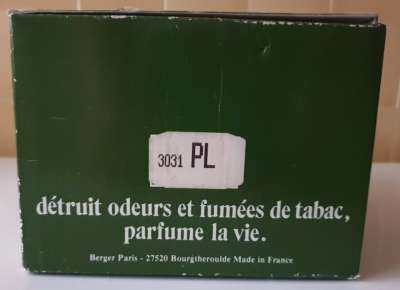 3031 PL
détruit odeurs et fumées de tabac,
parfume la vie.
Berger Paris - 27520 Bourgtheroulde Made in France